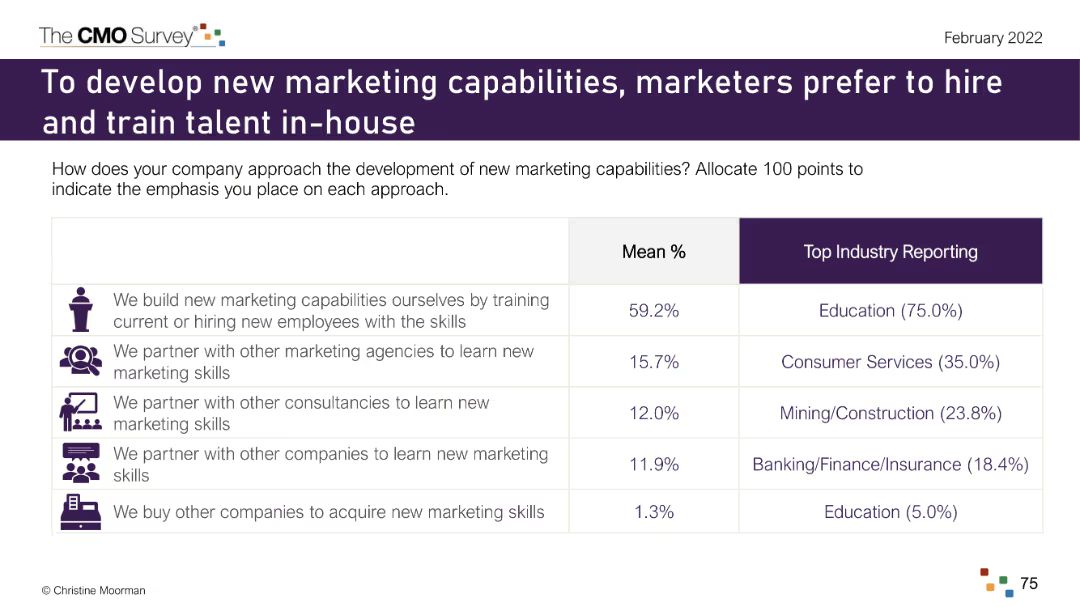 The CMO Survey®
February 2022
To develop new marketing capabilities, marketers prefer to hire
and train talent in-house
How does your company approach the development of new marketing capabilities? Allocate 100 points to
indicate the emphasis you place on each approach.
Mean %
Top Industry Reporting
We build new marketing capabilities ourselves by training
current or hiring new employees with the skills
59.2%
Education (75.0%)
We partner with other marketing agencies to learn new
marketing skills
15.7%
Consumer Services (35.0%)
We partner with other consultancies to learn new
marketing skills
12.0%
Mining/Construction (23.8%)
We partner with other companies to learn new marketing
skills
11.9%
Banking/Finance/Insurance (18.4%)
We buy other companies to acquire new marketing skills
1.3%
Education (5.0%)
© Christine Moorman
75